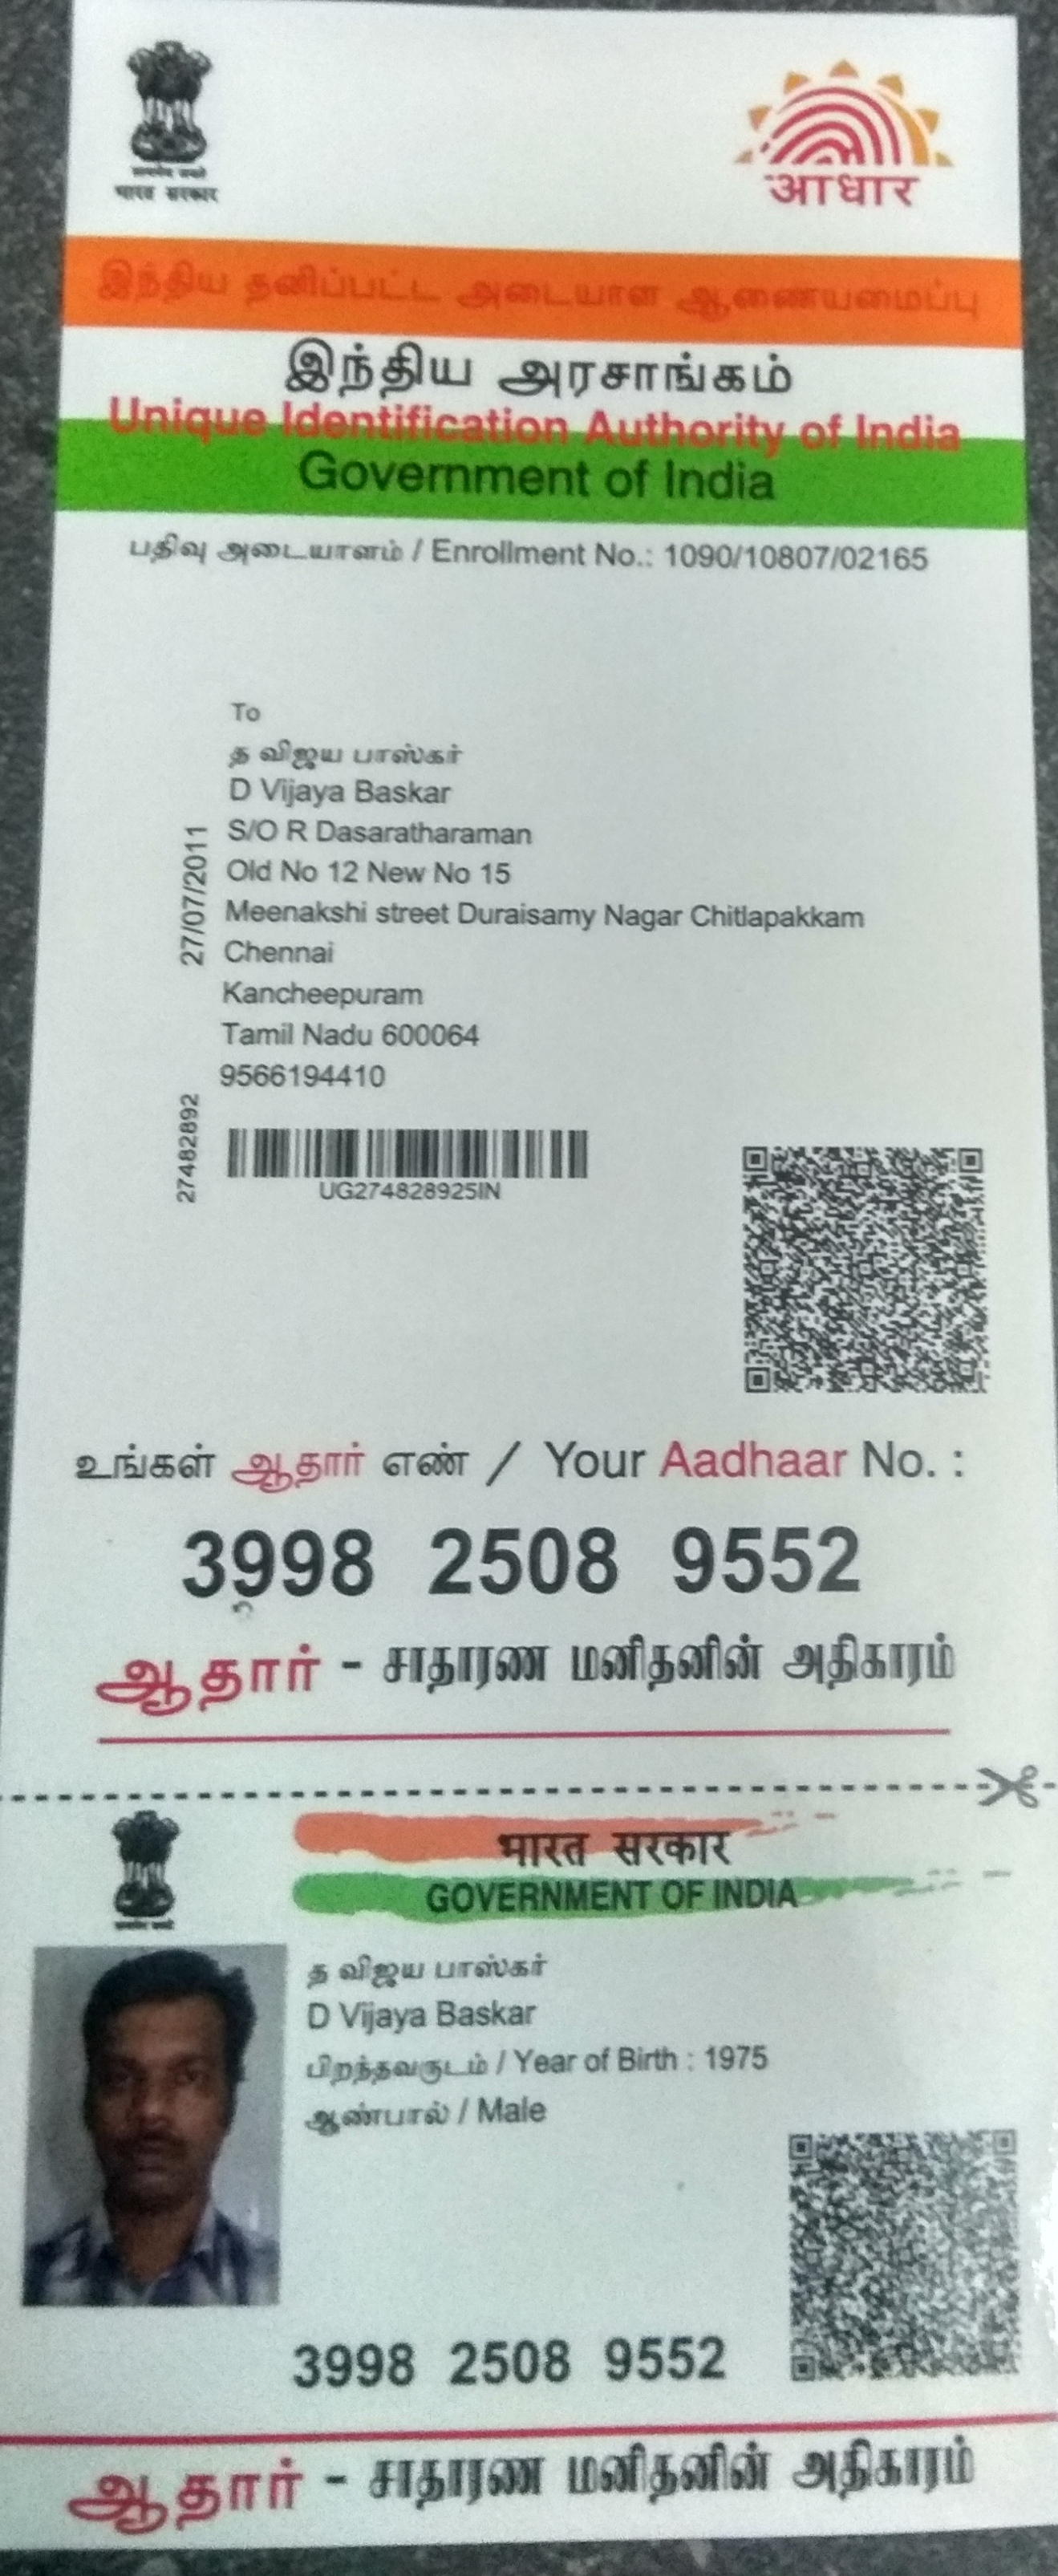 भारत सरकार
आधार
இந்திய தனிப்பட்ட அடையாள ஆணையமைப்பு
இந்திய அரசாங்கம்
Unique Identification Authority of India
Government of India
பதிவு அடையாளம் / Enrollment No.: 1090/10807/02165
To
த விஜய பாஸ்கர்
D Vijaya Baskar
S/O R Dasaratharaman
Old No 12 New No 15
Meenakshi street Duraisamy Nagar Chitlapakkam
Chennai
Kancheepuram
Tamil Nadu 600064
9566194410
27/07/2011
27482892
UG274828925IN
உங்கள் ஆதார் எண் / Your Aadhaar No. :
3998 2508 9552
ஆதார் - சாதாரண மனிதனின் அதிகாரம்
भारत सरकार
GOVERNMENT OF INDIA
த விஜய பாஸ்கர்
D Vijaya Baskar
பிறந்தவருடம் / Year of Birth : 1975
ஆண்பால் / Male
3998 2508 9552
ஆதார் - சாதாரண மனிதனின் அதிகாரம்